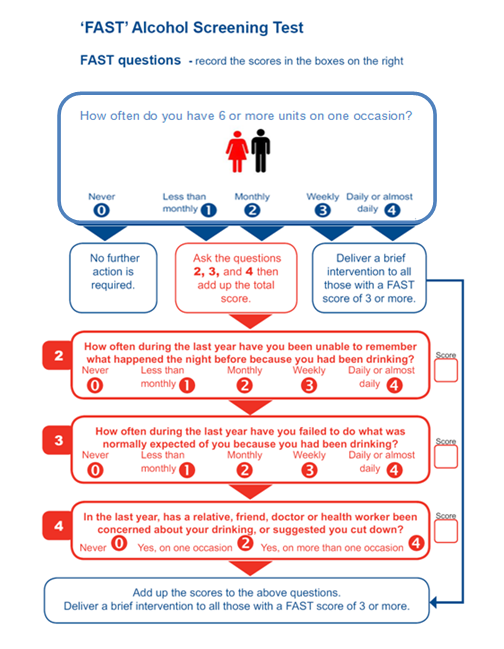 ‘FAST’ Alcohol Screening Test
FAST questions - record the scores in the boxes on the right
How often do you have 6 or more units on one occasion?
Never Less than Monthly Weekly Daily or almost
0 monthly 1 2 3 daily 4
No further
action is
required.
Ask the questions
2, 3, and 4 then
add up the total
score.
Deliver a brief
intervention to all
those with a FAST
score of 3 or more.
2
How often during the last year have you been unable to remember
what happened the night before because you had been drinking?
Never Less than Monthly Weekly Daily or almost
0 monthly 1 2 3 daily 4
Score
3
How often during the last year have you failed to do what was
normally expected of you because you had been drinking?
Never Less than Monthly Weekly Daily or almost
0 monthly 1 2 3 daily 4
Score
4
In the last year, has a relative, friend, doctor or health worker been
concerned about your drinking, or suggested you cut down?
Never 0 Yes, on one occasion 2 Yes, on more than one occasion 4
Score
Add up the scores to the above questions.
Deliver a brief intervention to all those with a FAST score of 3 or more.